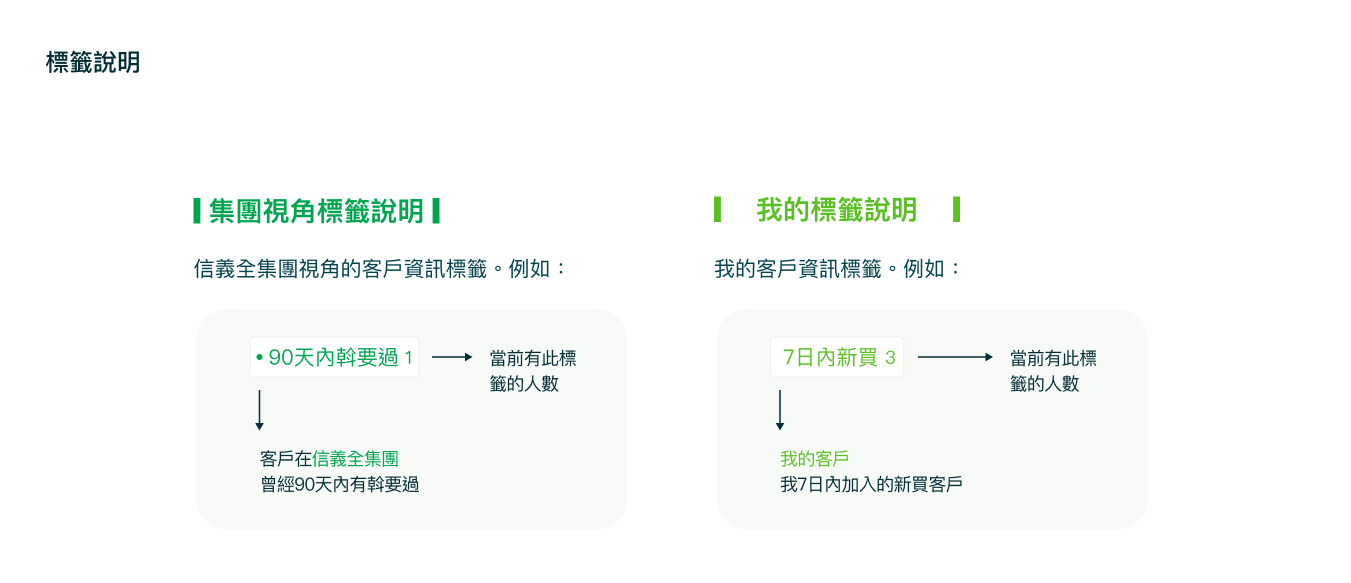 標籤說明
集團視角標籤說明
信義全集團視角的客戶資訊標籤。例如：
• 90天內斡要過 1
當前有此標
籤的人數
客戶在信義全集團
曾經90天內有斡要過
我的標籤說明
我的客戶資訊標籤。例如：
7日內新買 3
當前有此標
籤的人數
我的客戶
我7日內加入的新買客戶